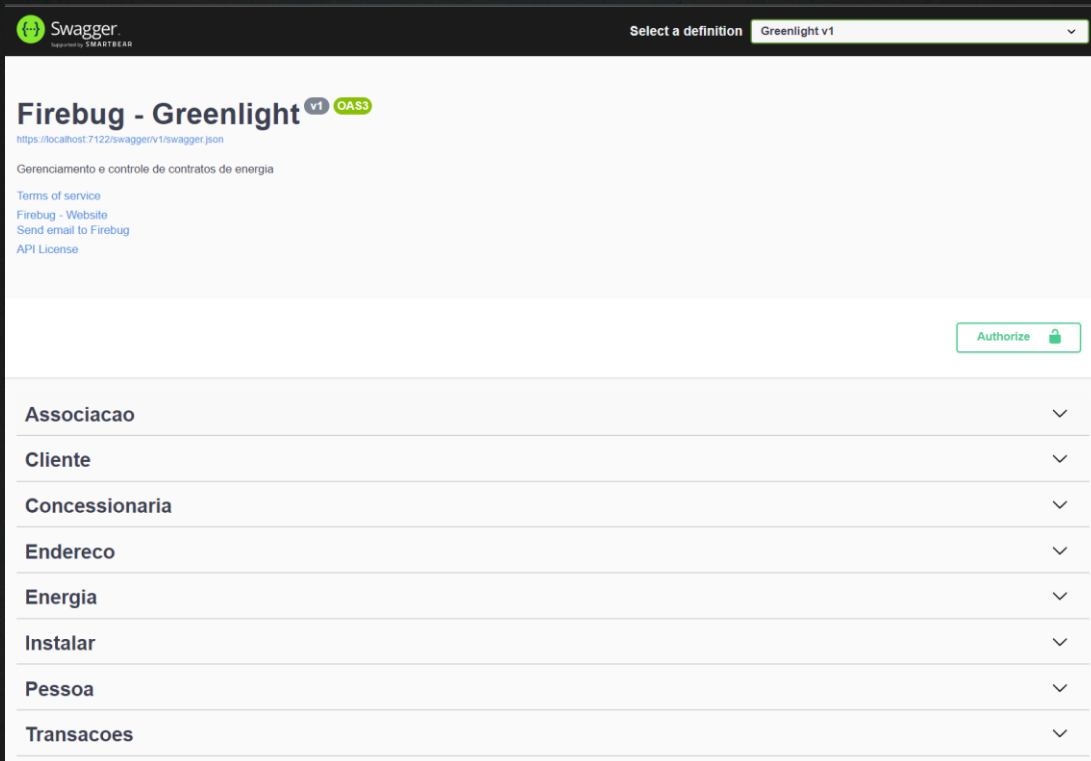 Swagger.
Supported by SMARTBEAR
Select a definition
Greenlight v1
Firebug - Greenlight v1 OAS3
https://localhost:7122/swagger/v1/swagger.json
Gerenciamento e controle de contratos de energia
Terms of service
Firebug - Website
Send email to Firebug
API License
Authorize
Associacao
Cliente
Concessionaria
Endereco
Energia
Instalar
Pessoa
Transacoes